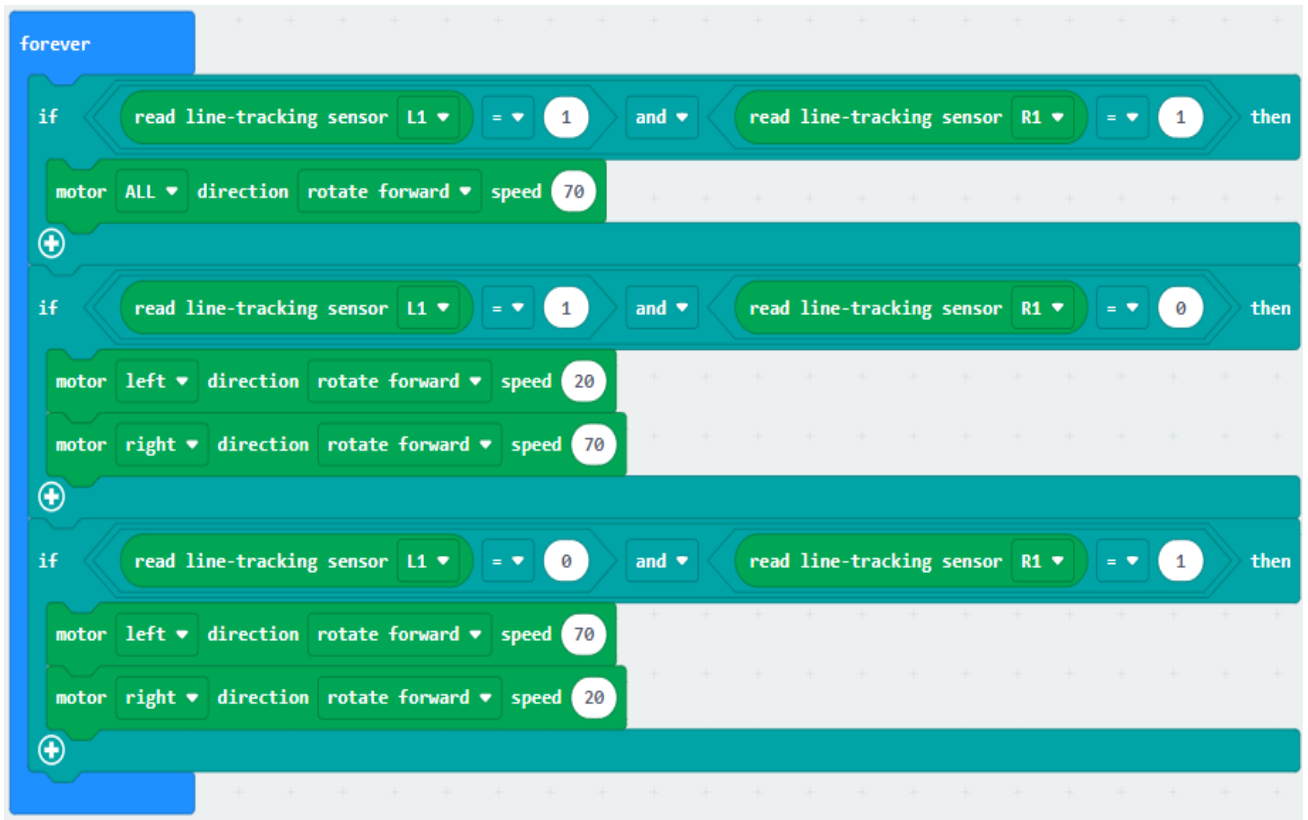 forever
if read line-tracking sensor L1 = 1 and read line-tracking sensor R1 = 1 then
motor ALL direction rotate forward speed 70
if read line-tracking sensor L1 = 1 and read line-tracking sensor R1 = 0 then
motor left direction rotate forward speed 20
motor right direction rotate forward speed 70
if read line-tracking sensor L1 = 0 and read line-tracking sensor R1 = 1 then
motor left direction rotate forward speed 70
motor right direction rotate forward speed 20